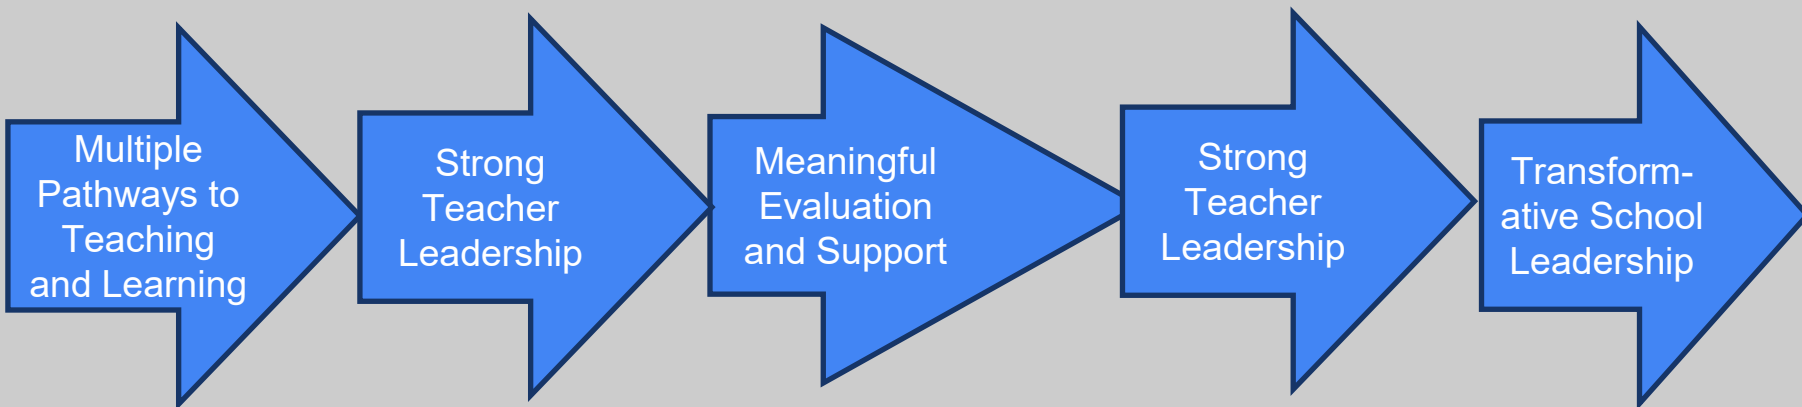 Multiple
Pathways to
Teaching
and Learning
Strong
Teacher
Leadership
Meaningful
Evaluation
and Support
Strong
Teacher
Leadership
Transform-
ative School
Leadership